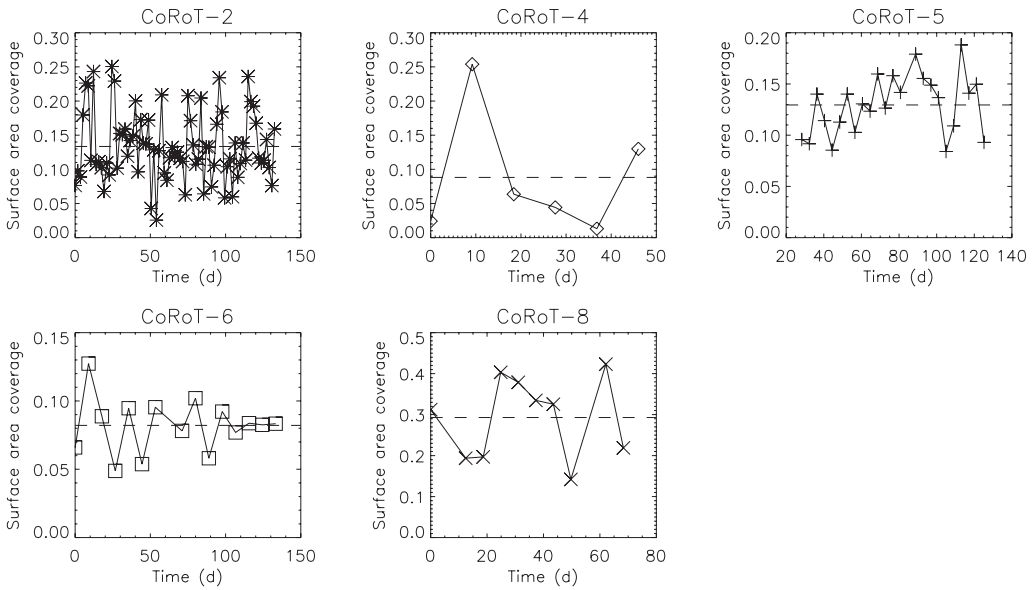 CoRoT-2
Surface area coverage
0.30
0.25
0.20
0.15
0.10
0.05
0.00
0 50 100 150
Time (d)
CoRoT-4
Surface area coverage
0.30
0.25
0.20
0.15
0.10
0.05
0.00
0 10 20 30 40 50
Time (d)
CoRoT-5
Surface area coverage
0.20
0.15
0.10
0.05
0.00
20 40 60 80 100 120 140
Time (d)
CoRoT-6
Surface area coverage
0.15
0.10
0.05
0.00
0 50 100 150
Time (d)
CoRoT-8
Surface area coverage
0.5
0.4
0.3
0.2
0.1
0.0
0 20 40 60 80
Time (d)